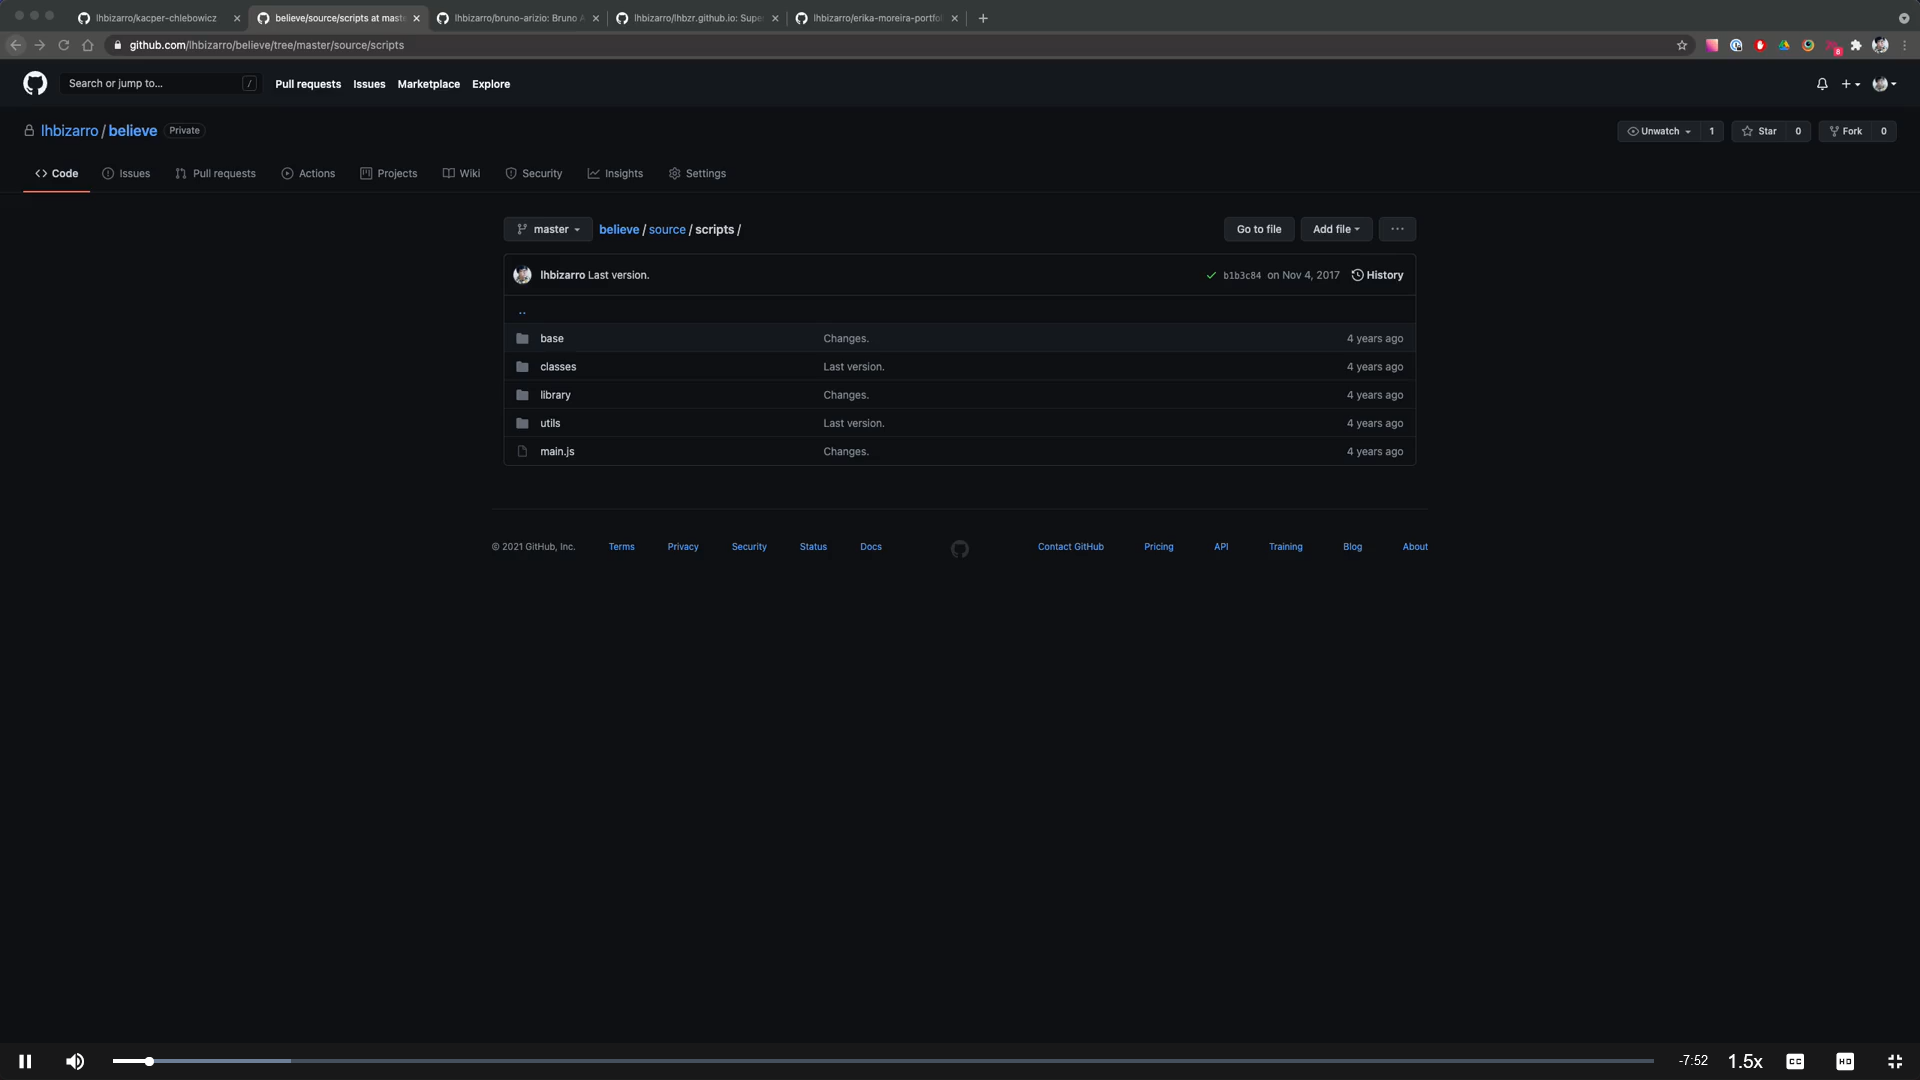 lhbizarro/kacper-chlebowicz
believe/source/scripts at maste
lhbizarro/bruno-arizio: Bruno A
lhbizarro/lhbzr.github.io: Supe
lhbizarro/erika-moreira-portfol
github.com/lhbizarro/believe/tree/master/source/scripts
8
Search or jump to... /
Pull requests Issues Marketplace Explore
lhbizarro / believe Private
Unwatch 1 Star 0 Fork 0
Code Issues Pull requests Actions Projects Wiki Security Insights Settings
master believe / source / scripts /
Go to file Add file ...
lhbizarro Last version. b1b3c84 on Nov 4, 2017 History
..
base Changes. 4 years ago
classes Last version. 4 years ago
library Changes. 4 years ago
utils Last version. 4 years ago
main.js Changes. 4 years ago
© 2021 GitHub, Inc. Terms Privacy Security Status Docs Contact GitHub Pricing API Training Blog About
-7:52 1.5x CC HD